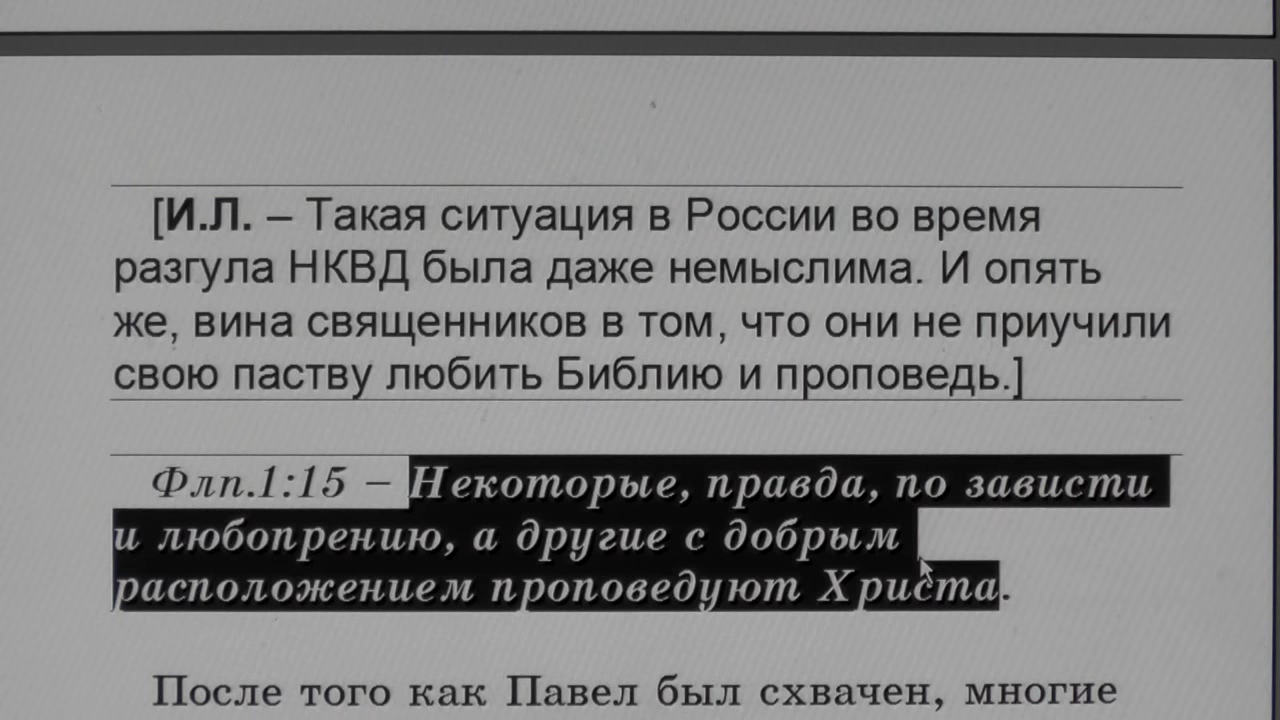 [И.Л. – Такая ситуация в России во время
разгула НКВД была даже немыслима. И опять
же, вина священников в том, что они не приучили
свою паству любить Библию и проповедь.]
Флп.1:15 – Некоторые, правда, по зависти
и любопрению, а другие с добрым
расположением проповедуют Христа.
После того как Павел был схвачен, многие